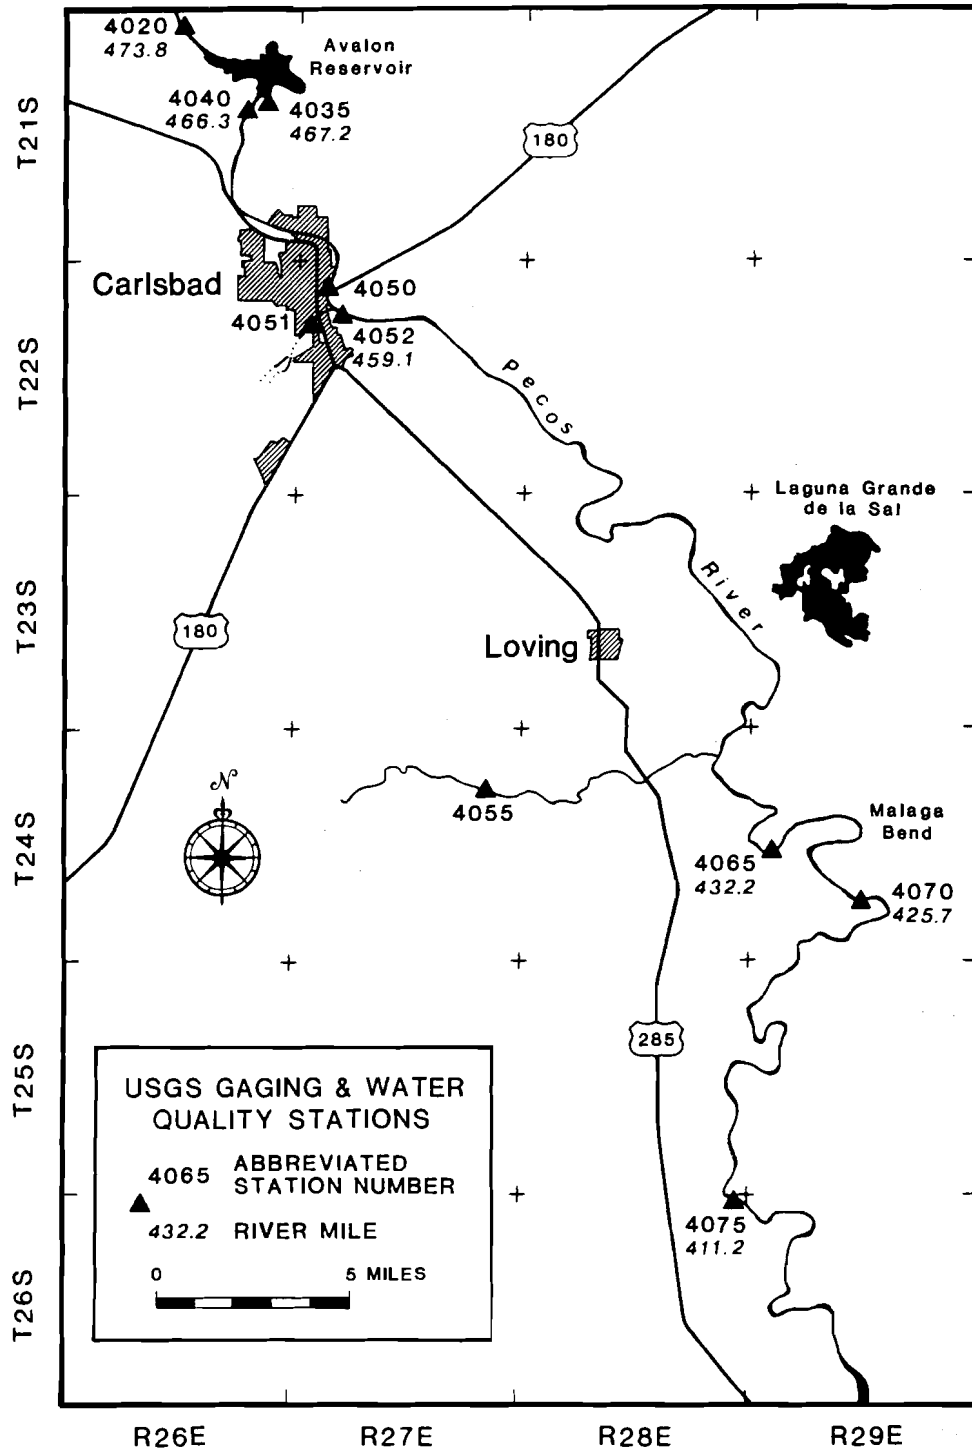 4020
473.8
Avalon
Reservoir
4040
466.3
4035
467.2
T21S
180
Carlsbad
4050
4051
4052
459.1
T22S
Pecos
Laguna Grande
de la Sal
River
T23S
180
Loving
N
4055
Malaga
Bend
T24S
4065
432.2
4070
425.7
285
T25S
USGS GAGING & WATER
QUALITY STATIONS
4065 ABBREVIATED
STATION NUMBER
432.2 RIVER MILE
0 5 MILES
4075
411.2
T26S
R26E R27E R28E R29E